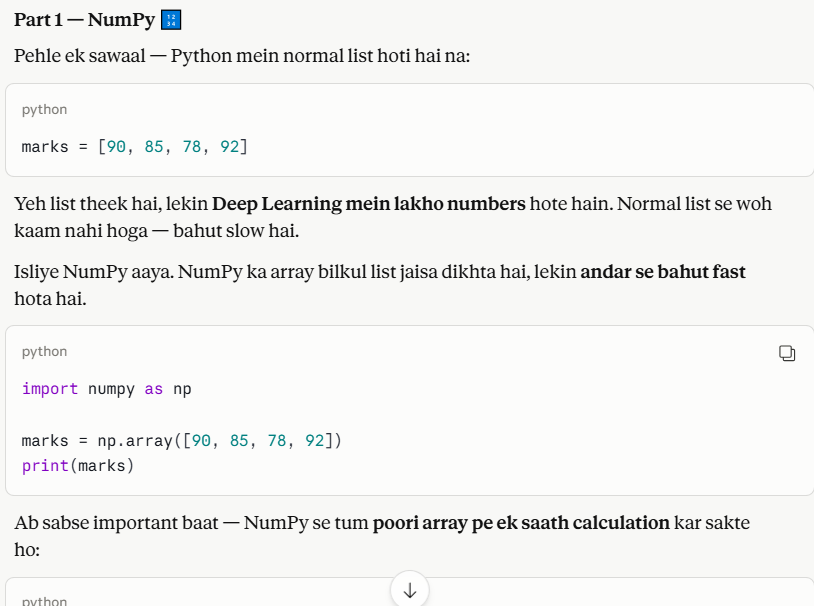 Part 1 — NumPy 🔢
Pehle ek sawaal — Python mein normal list hoti hai na:
python
marks = [90, 85, 78, 92]
Yeh list theek hai, lekin Deep Learning mein lakho numbers hote hain. Normal list se woh
kaam nahi hoga — bahut slow hai.
Isliye NumPy aaya. NumPy ka array bilkul list jaisa dikhta hai, lekin andar se bahut fast
hota hai.
python
import numpy as np
marks = np.array([90, 85, 78, 92])
print(marks)
Ab sabse important baat — NumPy se tum poori array pe ek saath calculation kar sakte
ho:
python